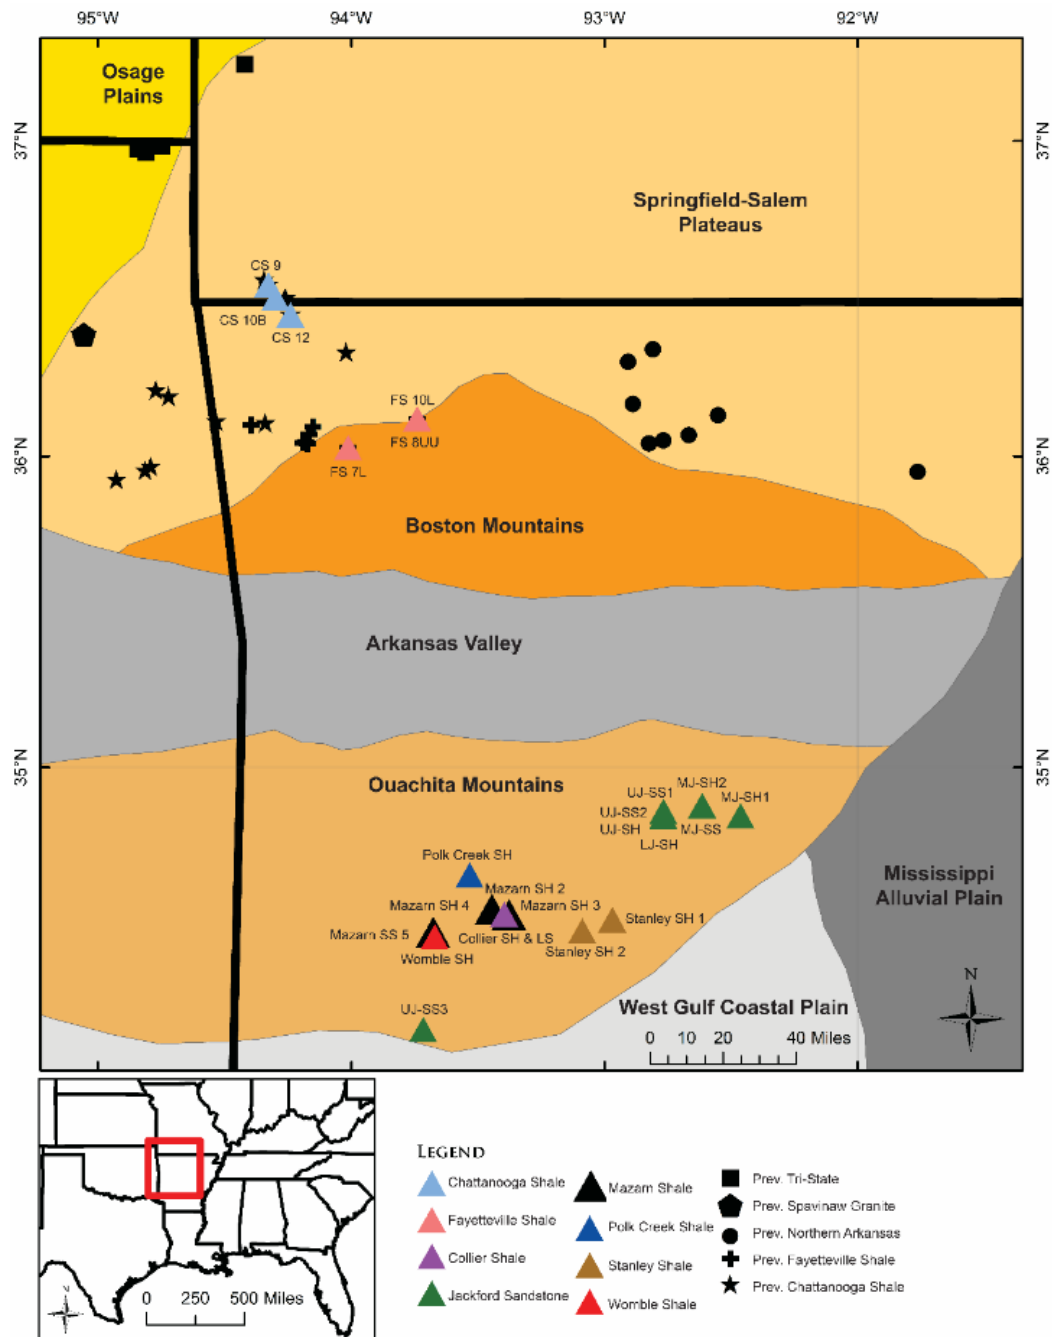 95°W 94°W 93°W 92°W
Osage
Plains
37°N
37°N
Springfield-Salem
Plateaus
CS 9
CS 10B
CS 12
FS 10L
FS 8UU
FS 7L
36°N
36°N
Boston Mountains
Arkansas Valley
35°N
35°N
Ouachita Mountains
MJ-SH2
UJ-SS1
MJ-SH1
UJ-SS2
UJ-SH
MJ-SS
LJ-SH
Polk Creek SH
Mazarn SH 2
Mazarn SH 4
Mazarn SH 3
Stanley SH 1
Mazarn SS 5
Collier SH & LS
Stanley SH 2
Womble SH
Mississippi
Alluvial Plain
UJ-SS3
West Gulf Coastal Plain
N
0 10 20 40 Miles
0 250 500 Miles
LEGEND
Chattanooga Shale
Fayetteville Shale
Collier Shale
Jackford Sandstone
Mazarn Shale
Polk Creek Shale
Stanley Shale
Womble Shale
Prev. Tri-State
Prev. Spavinaw Granite
Prev. Northern Arkansas
Prev. Fayetteville Shale
Prev. Chattanooga Shale